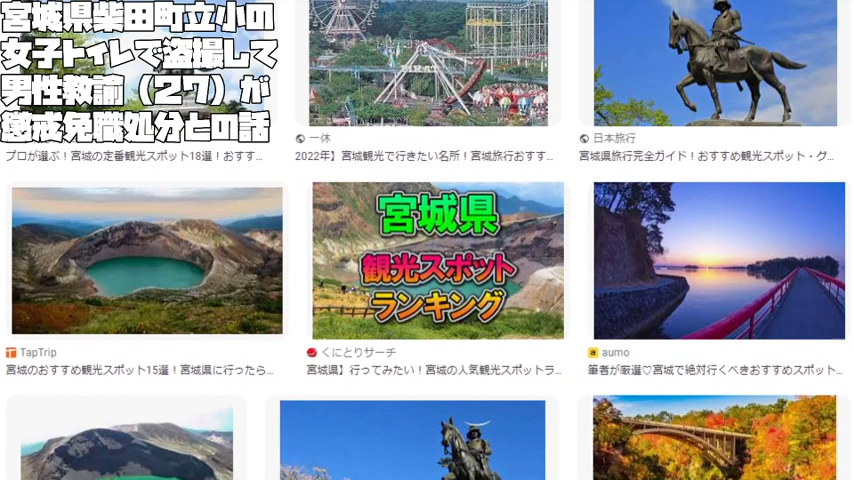 宮城県柴田町立小の
女子トイレで盗撮して
男性教諭（27）が
懲戒免職処分との話
プロが選ぶ！宮城の定番観光スポット18選！おすす...
一休
2022年】宮城観光で行きたい名所！宮城旅行おすす...
日本旅行
宮城県旅行完全ガイド！おすすめ観光スポット・グ...
宮城県
観光スポット
ランキング
TapTrip
宮城のおすすめ観光スポット15選！宮城県に行ったら...
くにとりサーチ
宮城県】行ってみたい！宮城の人気観光スポットラ...
a aumo
筆者が厳選♡宮城で絶対行くべきおすすめスポット...